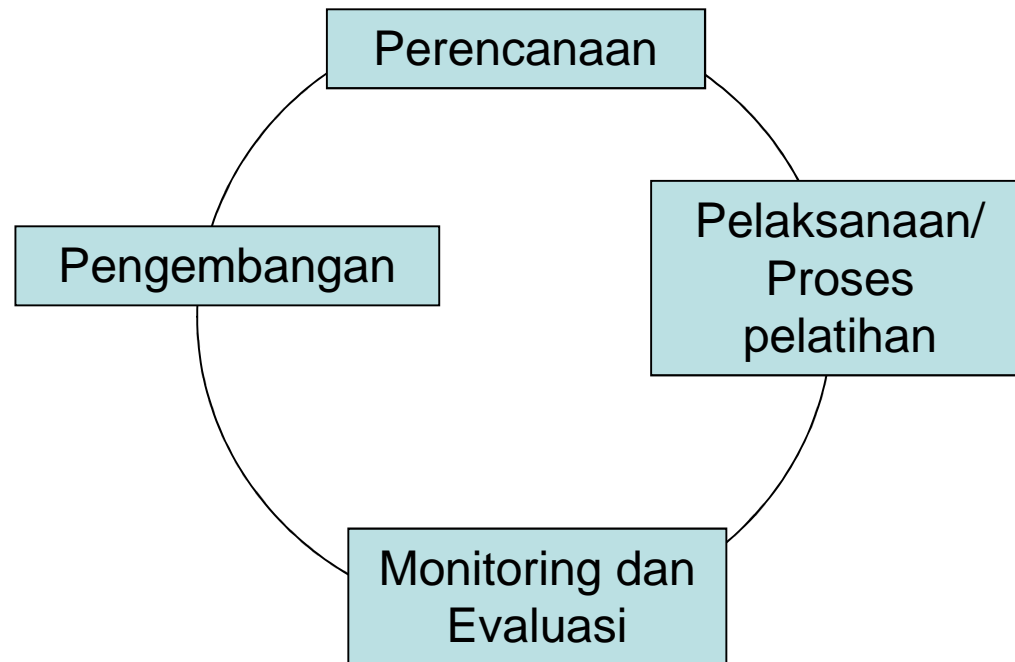 Perencanaan
Pelaksanaan/
Proses
pelatihan
Pengembangan
Monitoring dan
Evaluasi